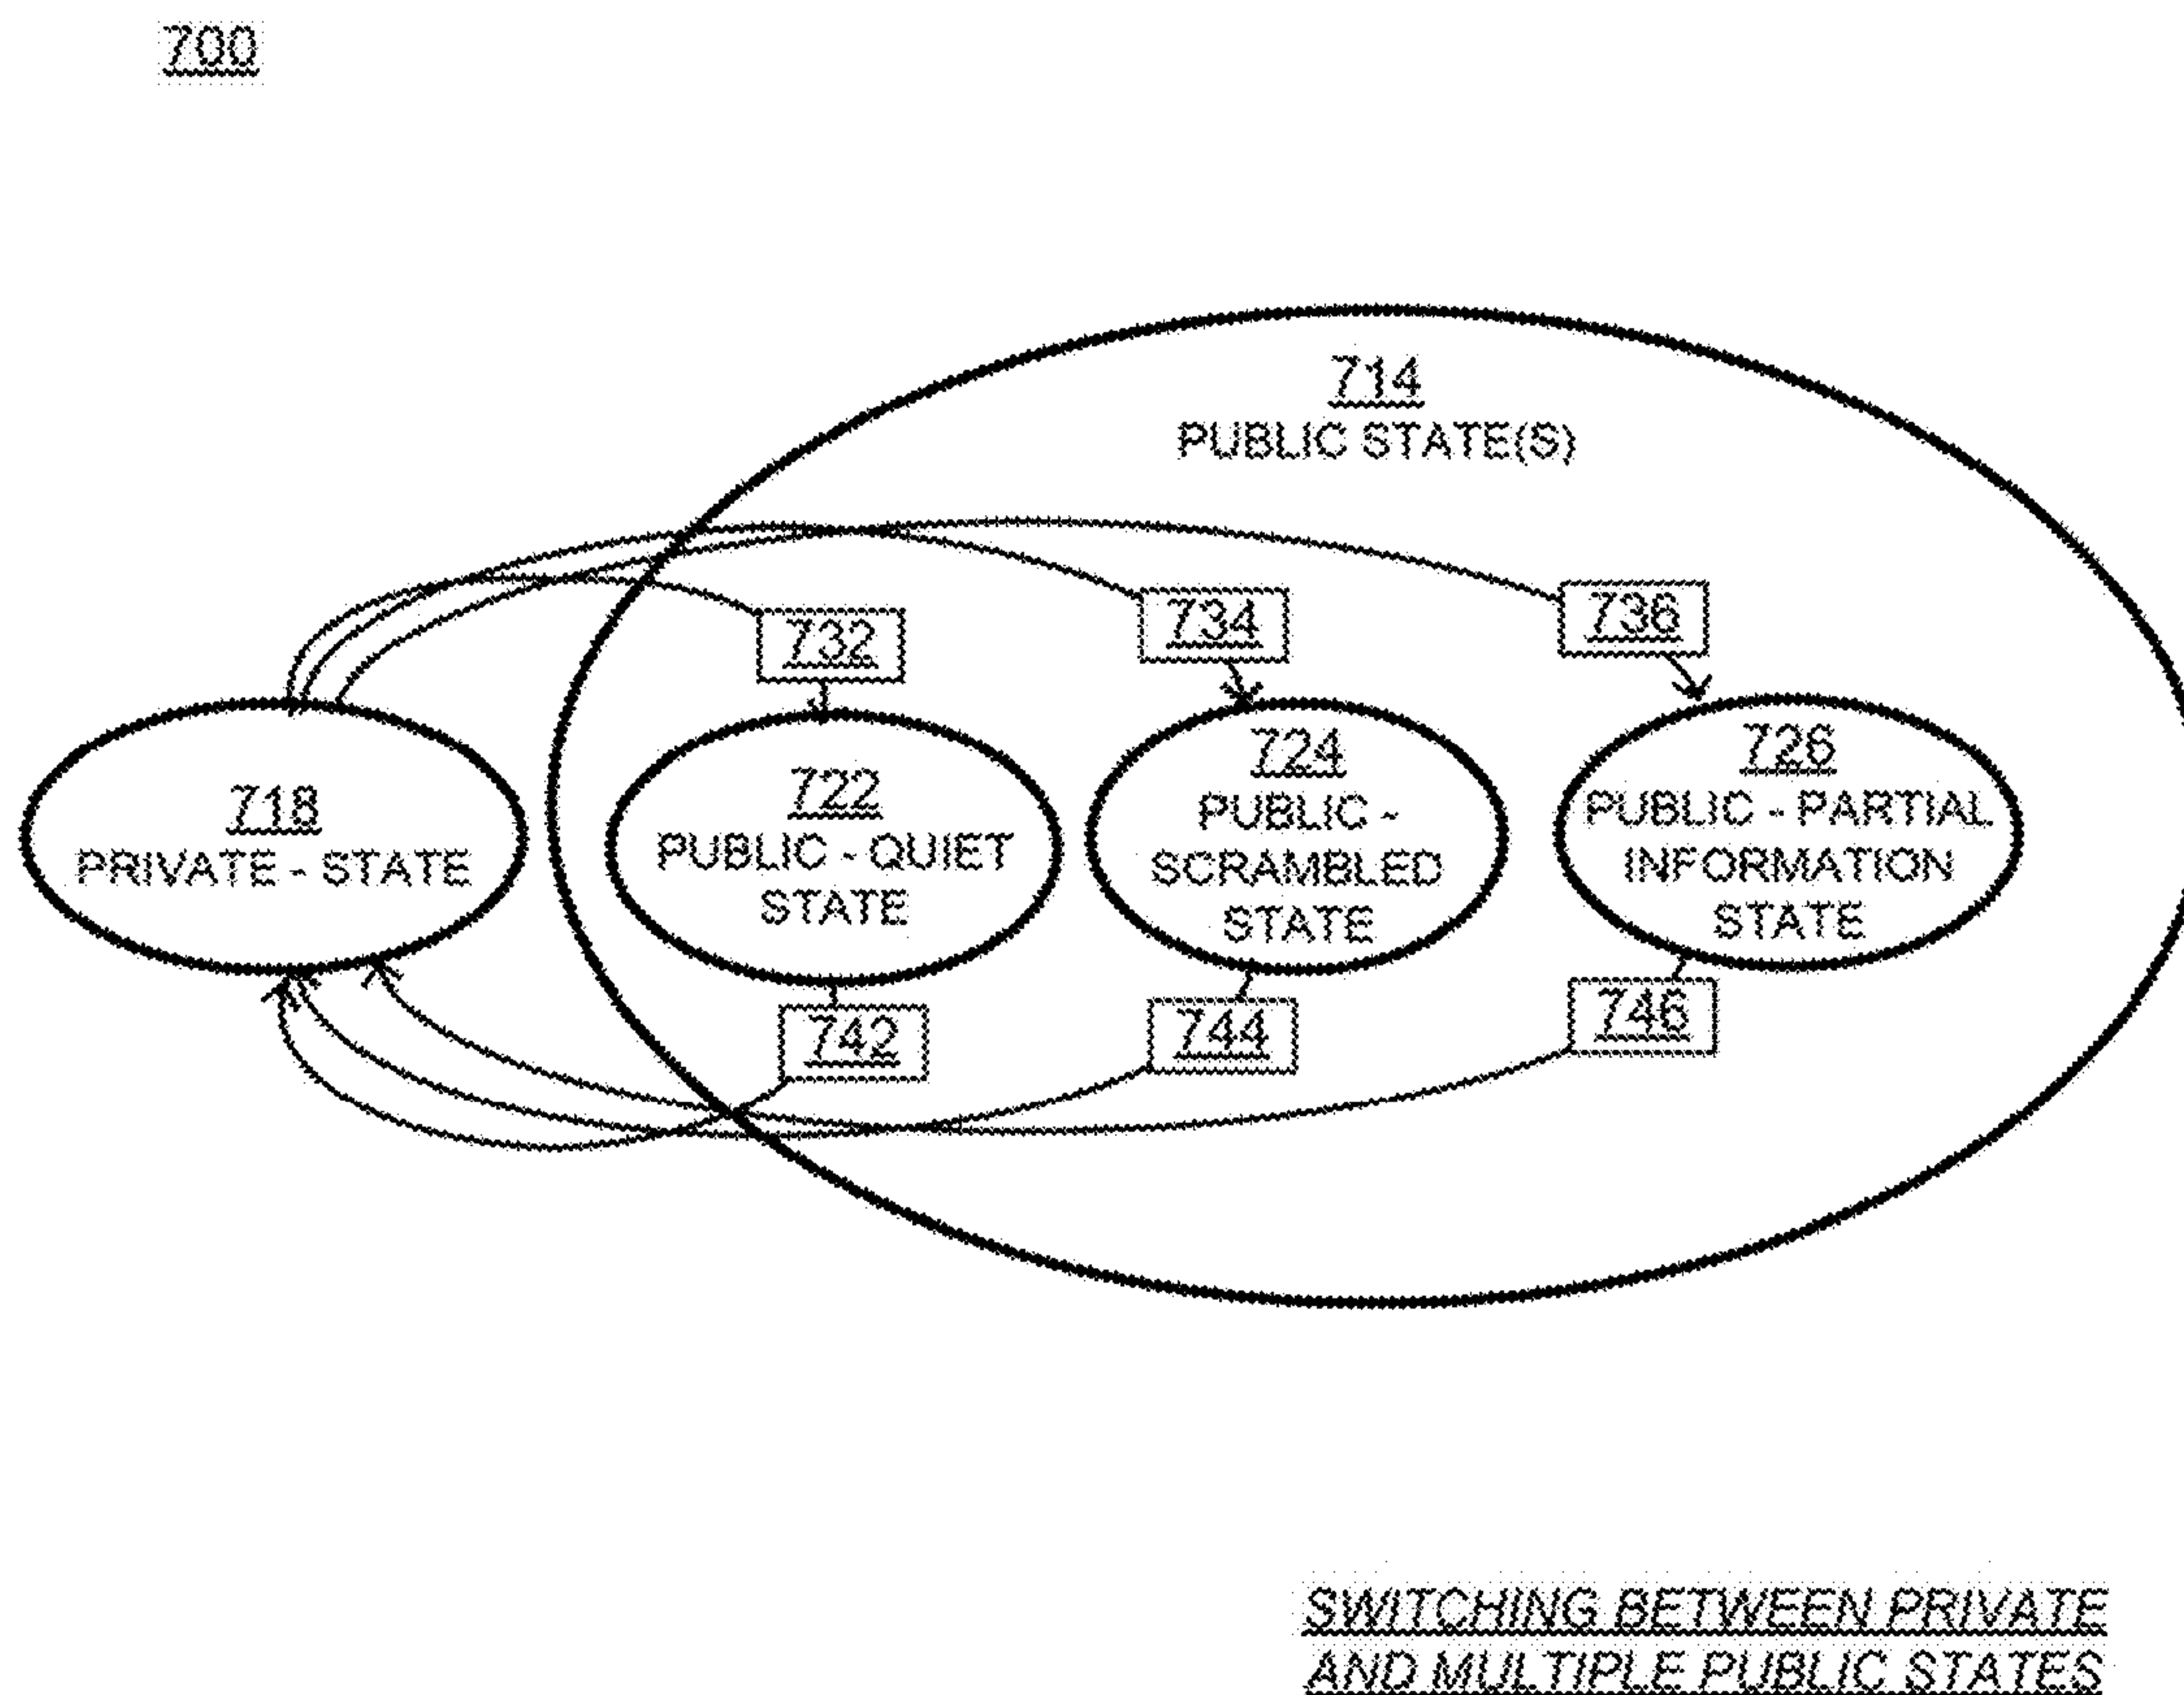 700
714
PUBLIC STATE(S)
732
734
736
718
PRIVATE - STATE
722
PUBLIC - QUIET
STATE
724
PUBLIC -
SCRAMBLED
STATE
726
PUBLIC - PARTIAL
INFORMATION
STATE
742
744
746
SWITCHING BETWEEN PRIVATE
AND MULTIPLE PUBLIC STATES